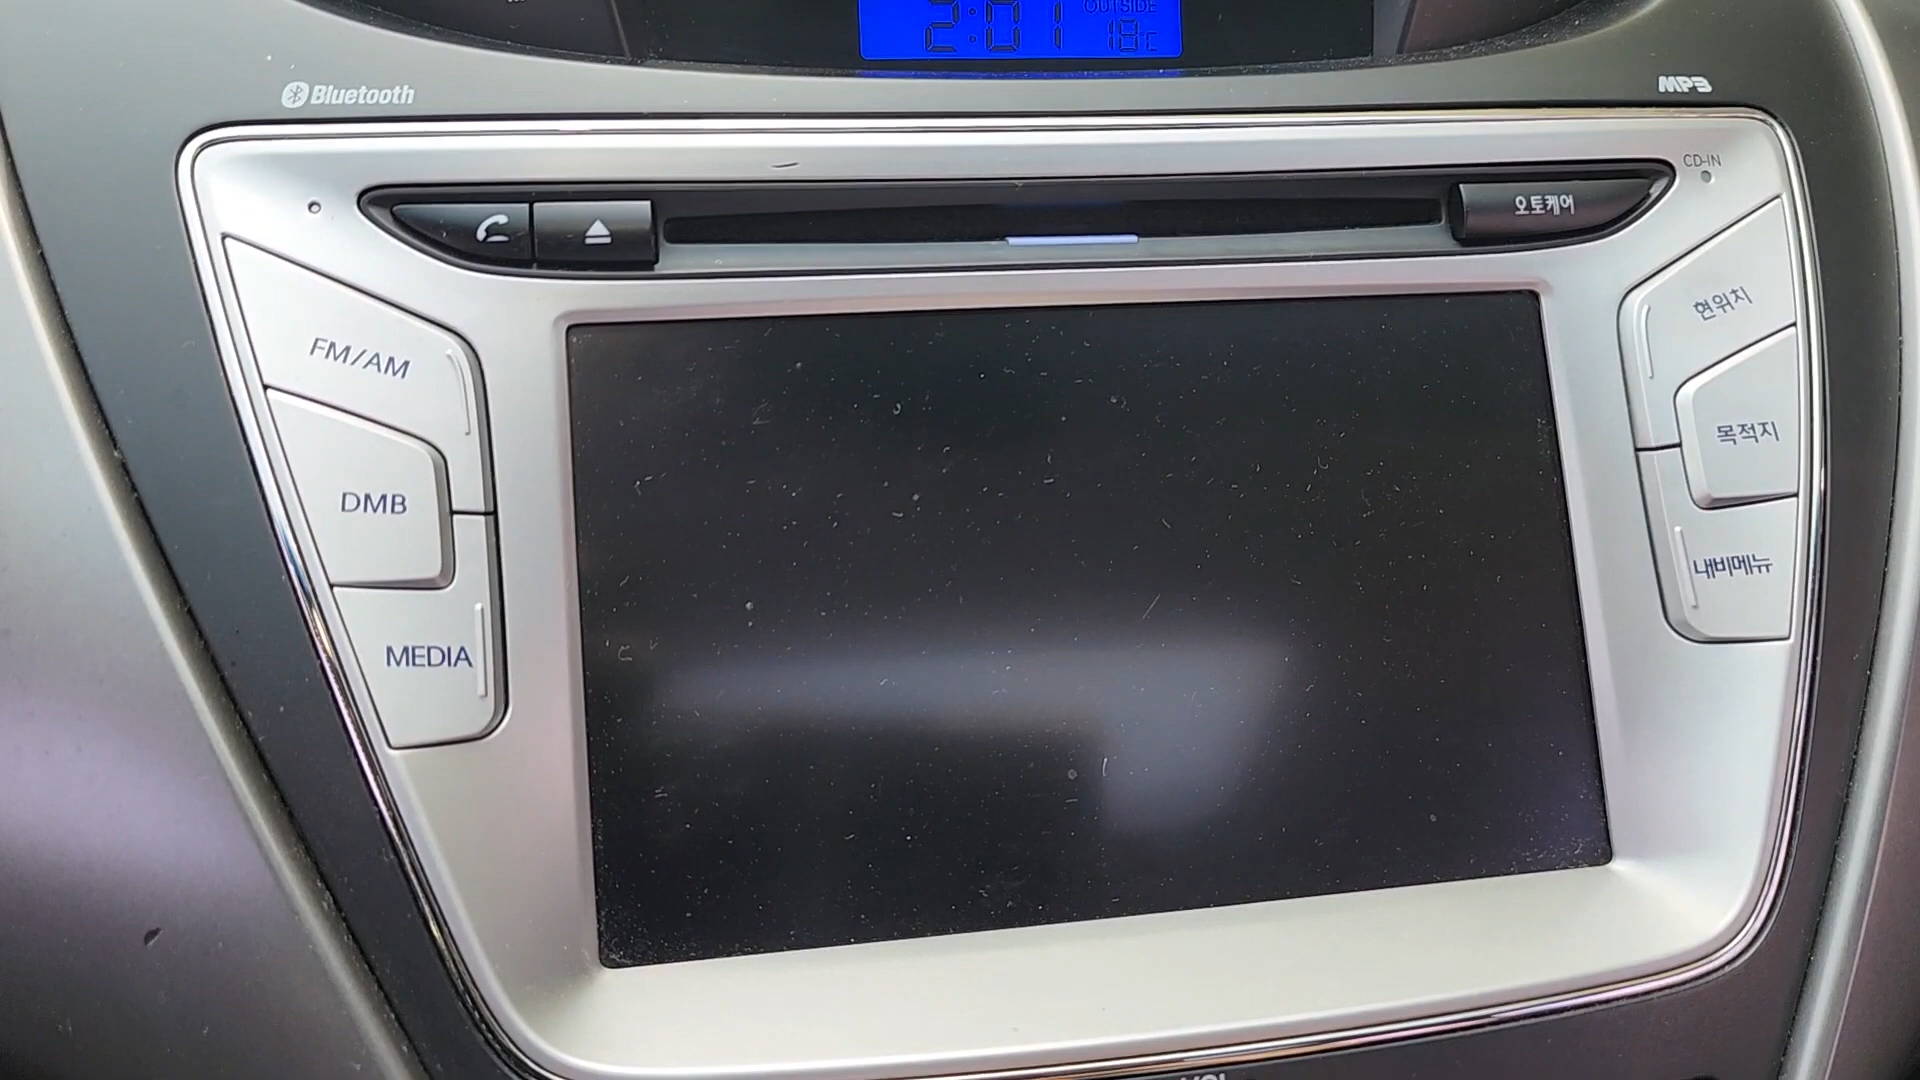 2:01
OUTSIDE
18c
Bluetooth
MP3
CD-IN
오토케어
FM/AM
현위치
목적지
DMB
내비메뉴
MEDIA